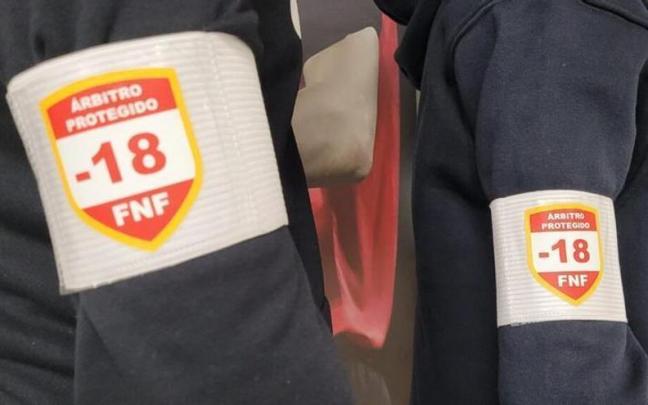 ÁRBITRO
PROTEGIDO
-18
FNF
ÁRBITRO
PROTEGIDO
-18
FNF